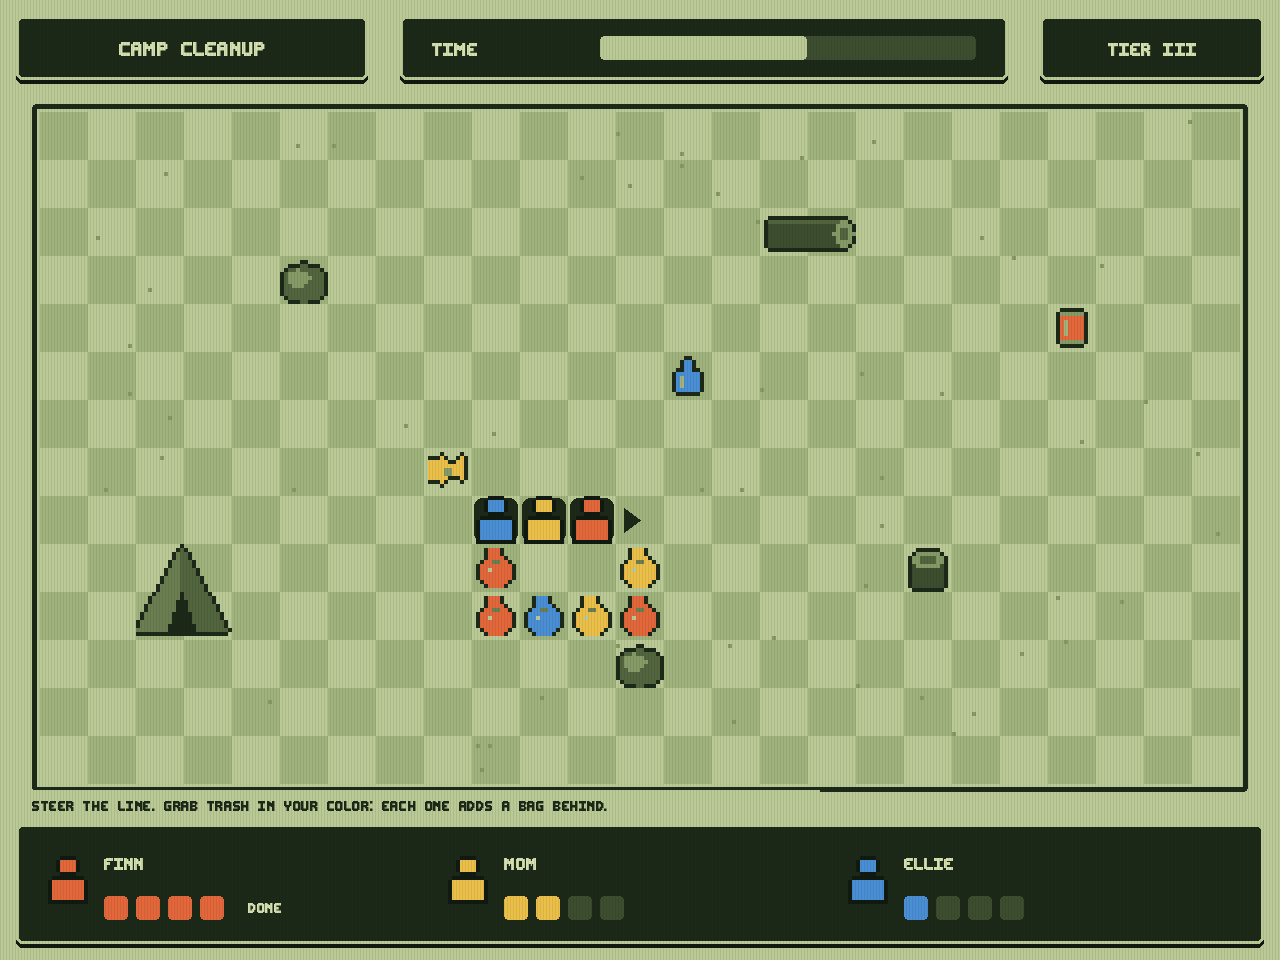 CAMP CLEANUP
TIME
TIER III
STEER THE LINE. GRAB TRASH IN YOUR COLOR: EACH ONE ADDS A BAG BEHIND.
FINN
DONE
MOM
ELLIE